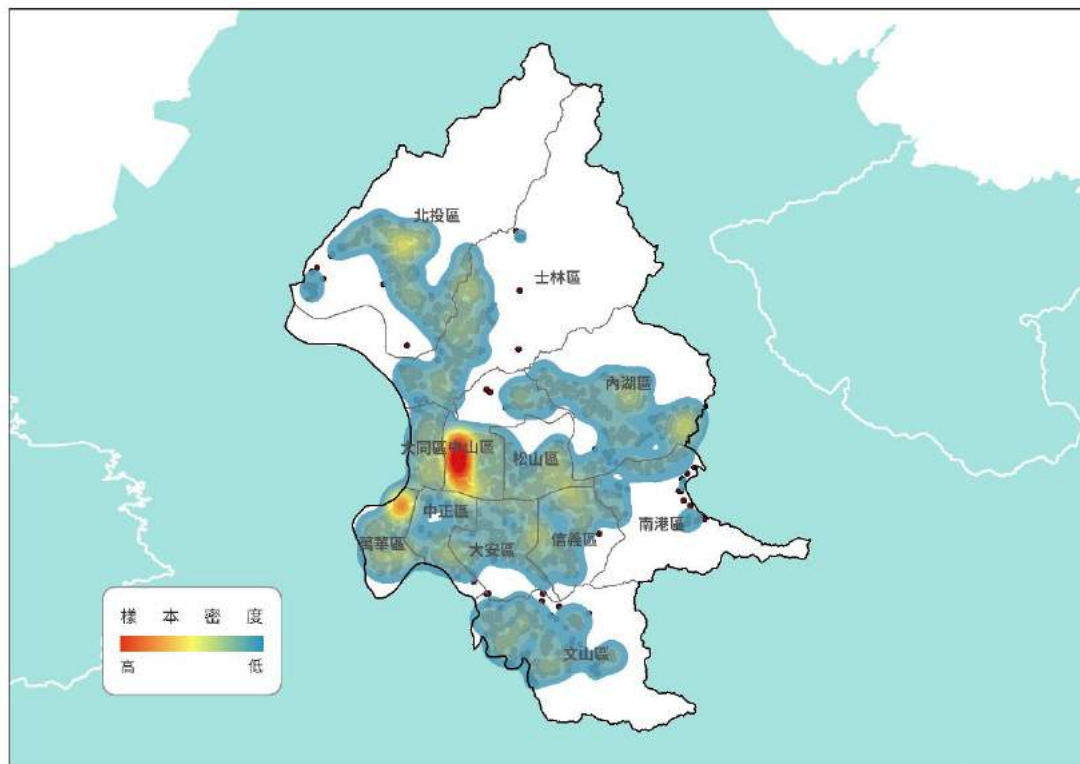 北投區
士林區
內湖區
大同區
中山區
松山區
中正區
南港區
萬華區
大安區
信義區
文山區
樣本密度
高 低